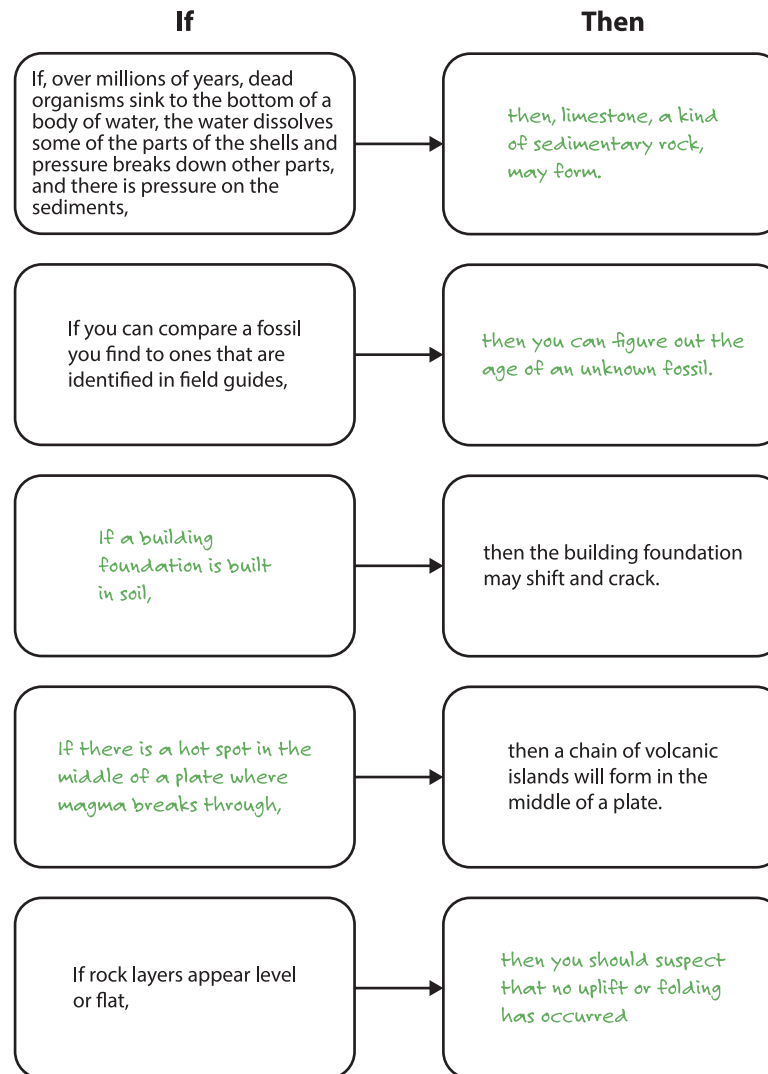 If
Then
If, over millions of years, dead
organisms sink to the bottom of a
body of water, the water dissolves
some of the parts of the shells and
pressure breaks down other parts,
and there is pressure on the
sediments,
then, limestone, a kind
of sedimentary rock,
may form.
If you can compare a fossil
you find to ones that are
identified in field guides,
then you can figure out the
age of an unknown fossil.
If a building
foundation is built
in soil,
then the building foundation
may shift and crack.
If there is a hot spot in the
middle of a plate where
magma breaks through,
then a chain of volcanic
islands will form in the
middle of a plate.
If rock layers appear level
or flat,
then you should suspect
that no uplift or folding
has occurred